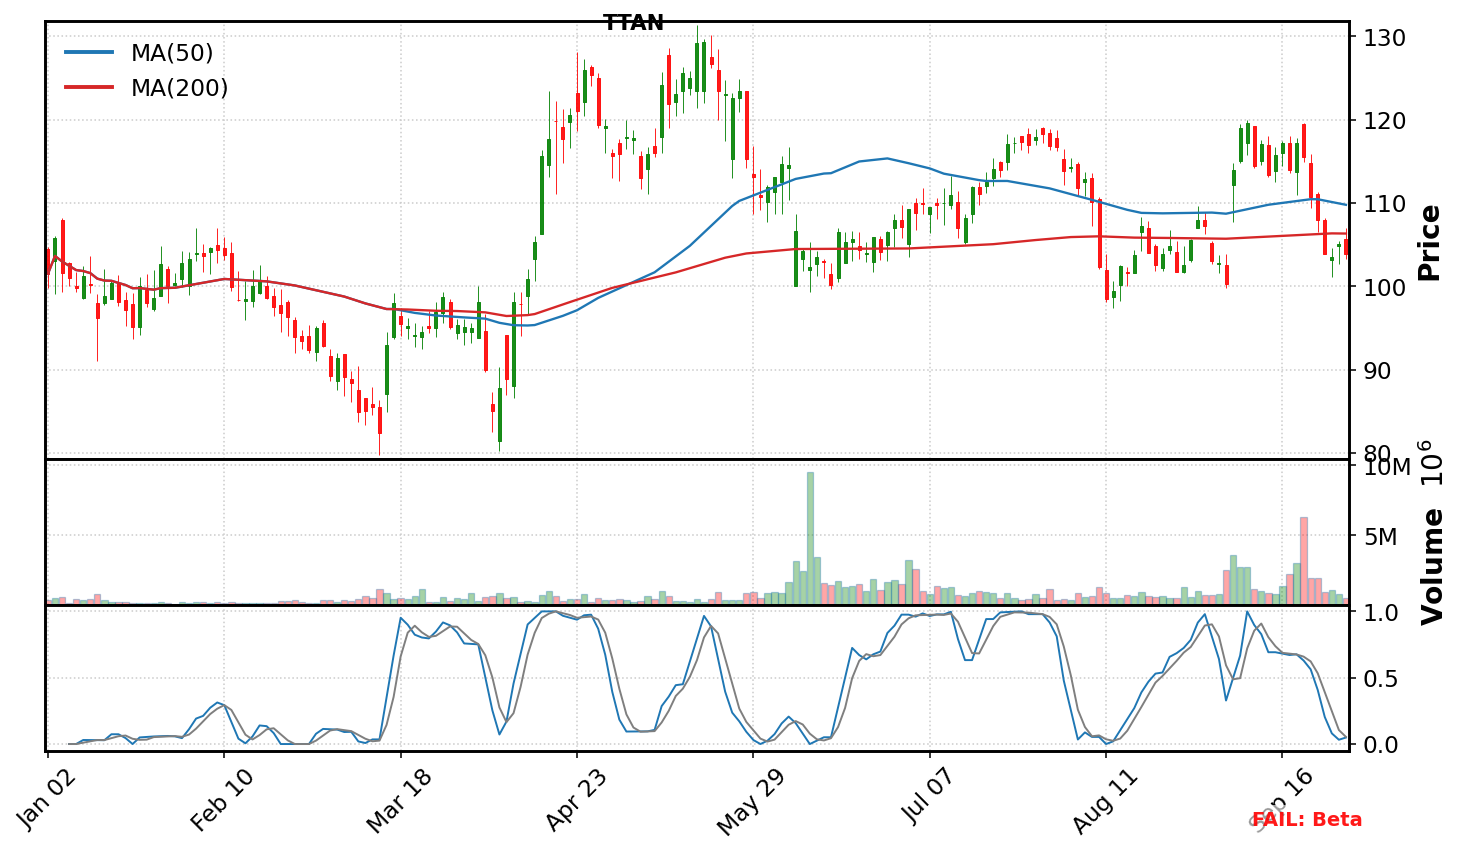 TTAN
MA(50)
MA(200)
130
120
110
100
90
80
Price
10M
5M
Volume 10^6
1.0
0.5
0.0
Jan 02
Feb 10
Mar 18
Apr 23
May 29
Jul 07
Aug 11
Sep 16
FAIL: Beta